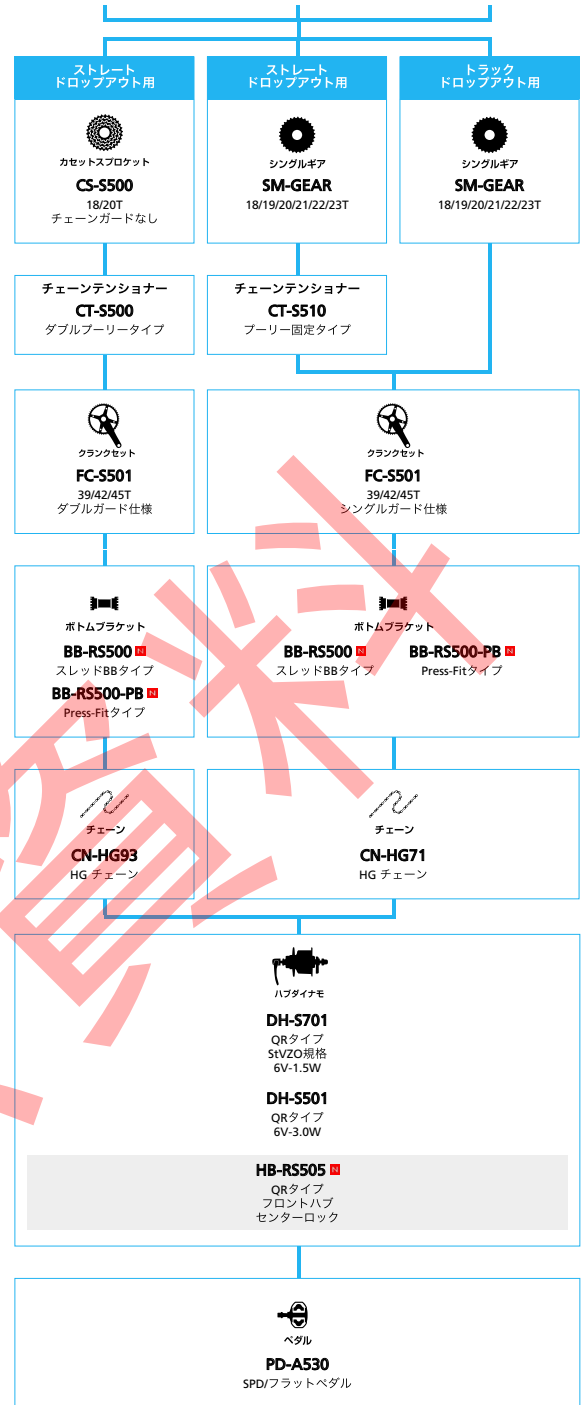 ストレート
ドロップアウト用
ストレート
ドロップアウト用
トラック
ドロップアウト用
カセットスプロケット
CS-S500
18/20T
チェーンガードなし
シングルギア
SM-GEAR
18/19/20/21/22/23T
シングルギア
SM-GEAR
18/19/20/21/22/23T
チェーンテンショナー
CT-S500
ダブルプーリータイプ
チェーンテンショナー
CT-S510
プーリー固定タイプ
クランクセット
FC-S501
39/42/45T
ダブルガード仕様
クランクセット
FC-S501
39/42/45T
シングルガード仕様
ボトムブラケット
BB-RS500 N
スレッドBBタイプ
BB-RS500-PB N
Press-Fitタイプ
ボトムブラケット
BB-RS500 N
スレッドBBタイプ
BB-RS500-PB N
Press-Fitタイプ
チェーン
CN-HG93
HG チェーン
チェーン
CN-HG71
HG チェーン
ハブダイナモ
DH-S701
QRタイプ
StVZO規格
6V-1.5W
DH-S501
QRタイプ
6V-3.0W
HB-RS505 N
QRタイプ
フロントハブ
センターロック
ペダル
PD-A530
SPD/フラットペダル
資料